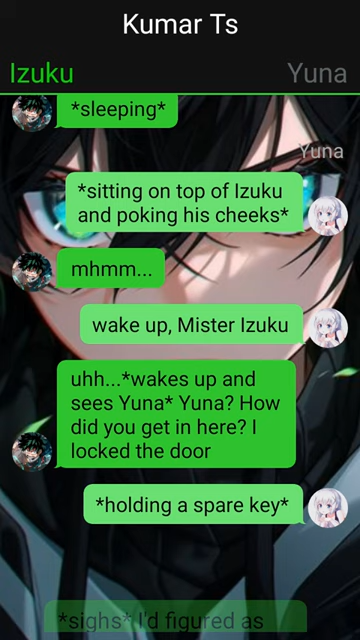 Kumar Ts
Izuku
Yuna
*sleeping*
Yuna
*sitting on top of Izuku
and poking his cheeks*
mhmm...
wake up, Mister Izuku
uhh...*wakes up and
sees Yuna* Yuna? How
did you get in here? I
locked the door
*holding a spare key*
*sighs* I'd figured as